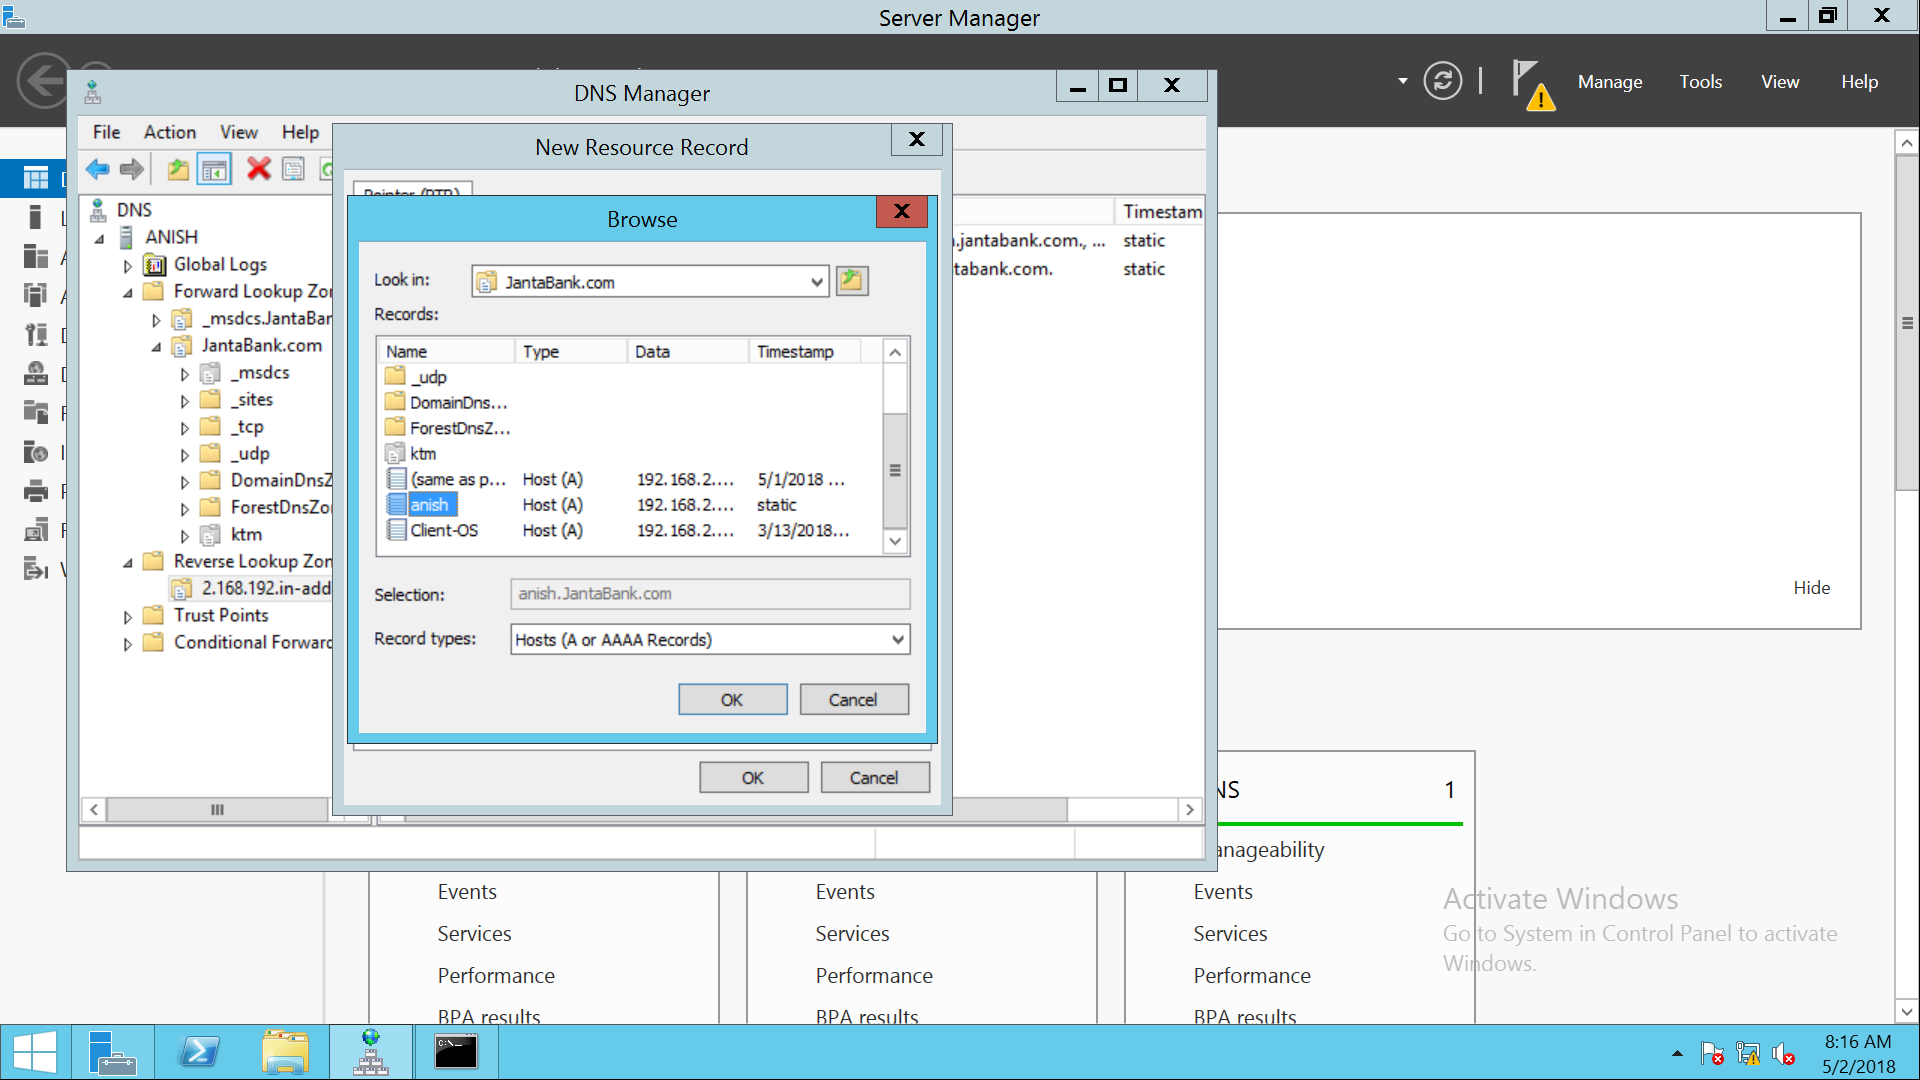 Server Manager
Manage
Tools
View
Help
DNS Manager
File
Action
View
Help
New Resource Record
Browse
DNS
ANISH
Global Logs
Forward Lookup Zo
_msdcs.JantaBa
JantaBank.com
_msdcs
_sites
_tcp
_udp
DomainDnsZ
ForestDnsZo
ktm
Reverse Lookup Zo
2.168.192.in-add
Trust Points
Conditional Forwar
Look in:
JantaBank.com
Records:
Name Type Data Timestamp
_udp
DomainDns...
ForestDnsZ...
ktm
(same as p... Host (A) 192.168.2.... 5/1/2018 ...
anish Host (A) 192.168.2.... static
Client-OS Host (A) 192.168.2.... 3/13/2018...
Selection:
anish.JantaBank.com
Record types:
Hosts (A or AAAA Records)
OK
Cancel
OK
Cancel
Timestam
.jantabank.com., ... static
tabank.com. static
Hide
NS 1
anageability
Events
Services
Performance
BPA results
Events
Services
Performance
BPA results
Events
Services
Performance
BPA results
Activate Windows
Go to System in Control Panel to activate
Windows.
8:16 AM
5/2/2018